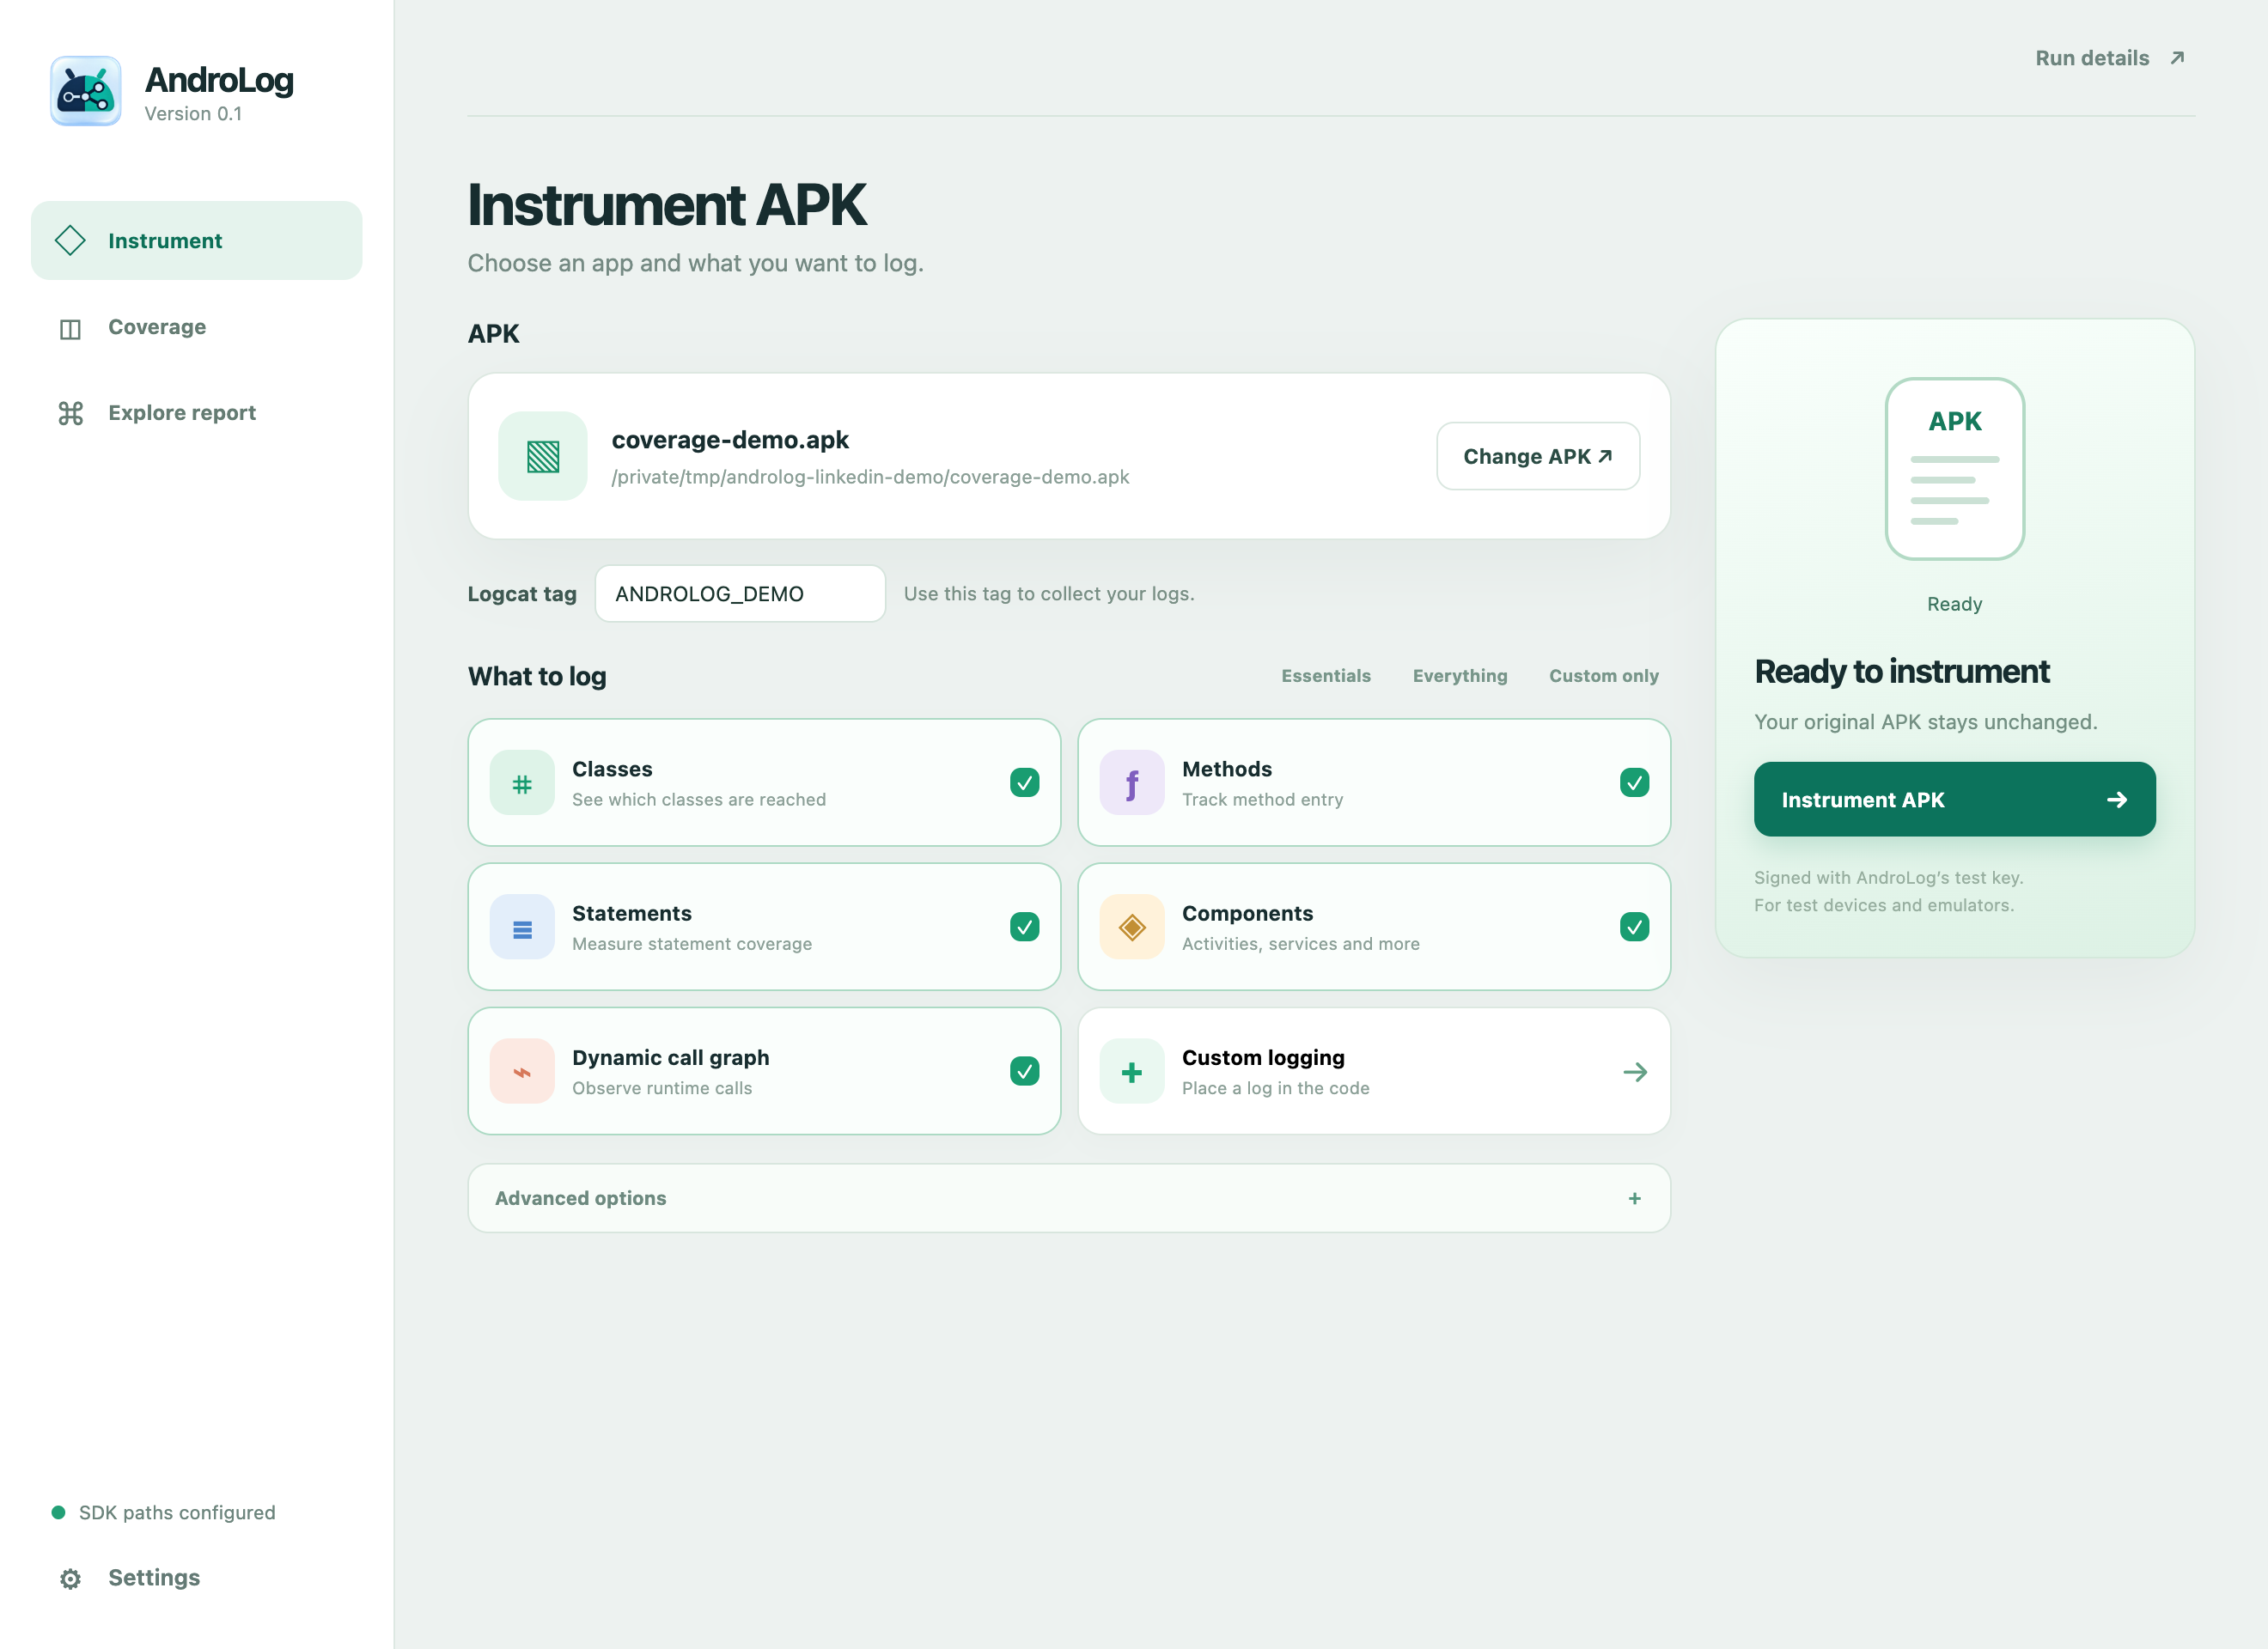 AndroLog
Version 0.1
Instrument
Coverage
Explore report
SDK paths configured
Settings
Run details ↗
Instrument APK
Choose an app and what you want to log.
APK
coverage-demo.apk
/private/tmp/androlog-linkedin-demo/coverage-demo.apk
Change APK ↗
Logcat tag
ANDROLOG_DEMO
Use this tag to collect your logs.
What to log
Essentials
Everything
Custom only
Classes
See which classes are reached
Methods
Track method entry
Statements
Measure statement coverage
Components
Activities, services and more
Dynamic call graph
Observe runtime calls
Custom logging
Place a log in the code
Advanced options
+
APK
Ready
Ready to instrument
Your original APK stays unchanged.
Instrument APK →
Signed with AndroLog's test key.
For test devices and emulators.